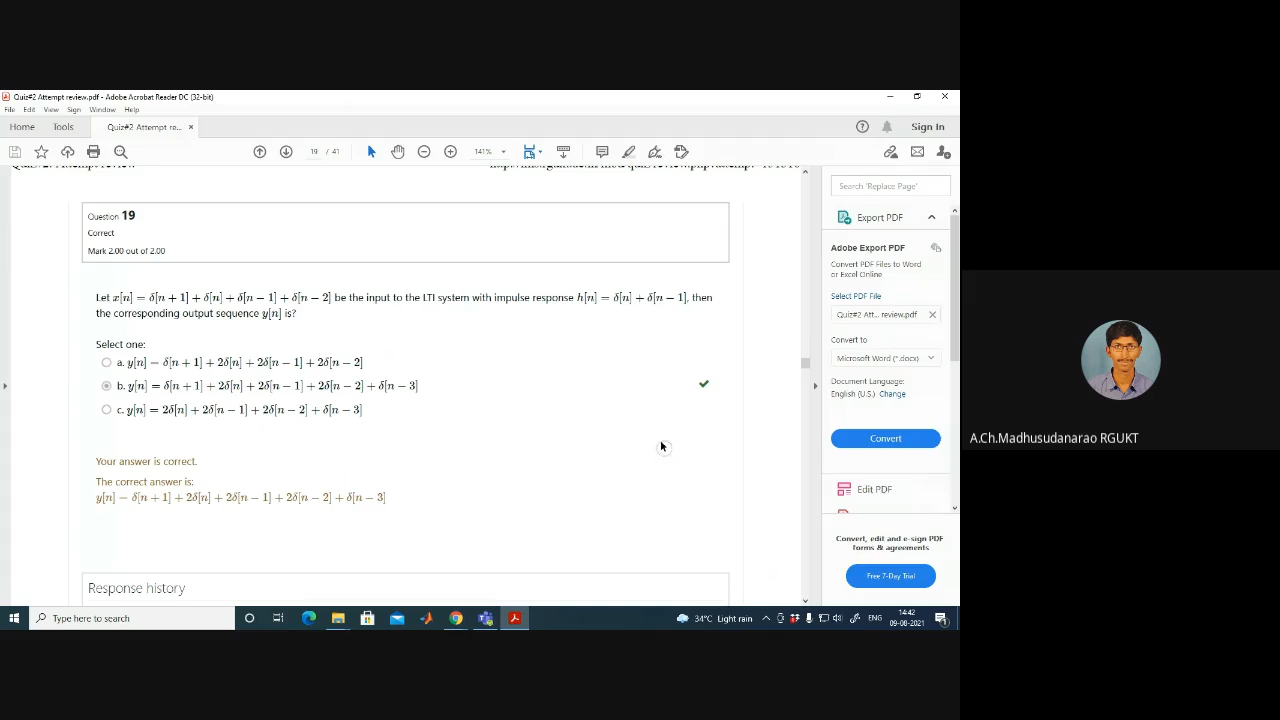 Quiz#2 Attempt review.pdf - Adobe Acrobat Reader DC (32-bit)
File Edit View Sign Window Help
Home Tools Quiz#2 Attempt re... × Sign In
19 / 41 141%
Question 19
Correct
Mark 2.00 out of 2.00
Let x[n] = δ[n + 1] + δ[n] + δ[n − 1] + δ[n − 2] be the input to the LTI system with impulse response h[n] = δ[n] + δ[n − 1], then
the corresponding output sequence y[n] is?
Select one:
a. y[n] − δ[n + 1] + 2δ[n] + 2δ[n − 1] + 2δ[n − 2]
b. y[n] = δ[n + 1] + 2δ[n] + 2δ[n − 1] + 2δ[n − 2] + δ[n − 3]
c. y[n] = 2δ[n] + 2δ[n − 1] + 2δ[n − 2] + δ[n − 3]
Your answer is correct.
The correct answer is:
y[n] − δ[n + 1] + 2δ[n] + 2δ[n − 1] + 2δ[n − 2] + δ[n − 3]
Response history
Search 'Replace Page'
Export PDF
Adobe Export PDF
Convert PDF Files to Word
or Excel Online
Select PDF File
Quiz#2 Att... review.pdf ×
Convert to
Microsoft Word (*.docx)
Document Language:
English (U.S.) Change
Convert
Edit PDF
Convert, edit and e-sign PDF
forms & agreements
Free 7-Day Trial
A.Ch.Madhusudanarao RGUKT
Type here to search
34°C Light rain
ENG
14:42
09-08-2021